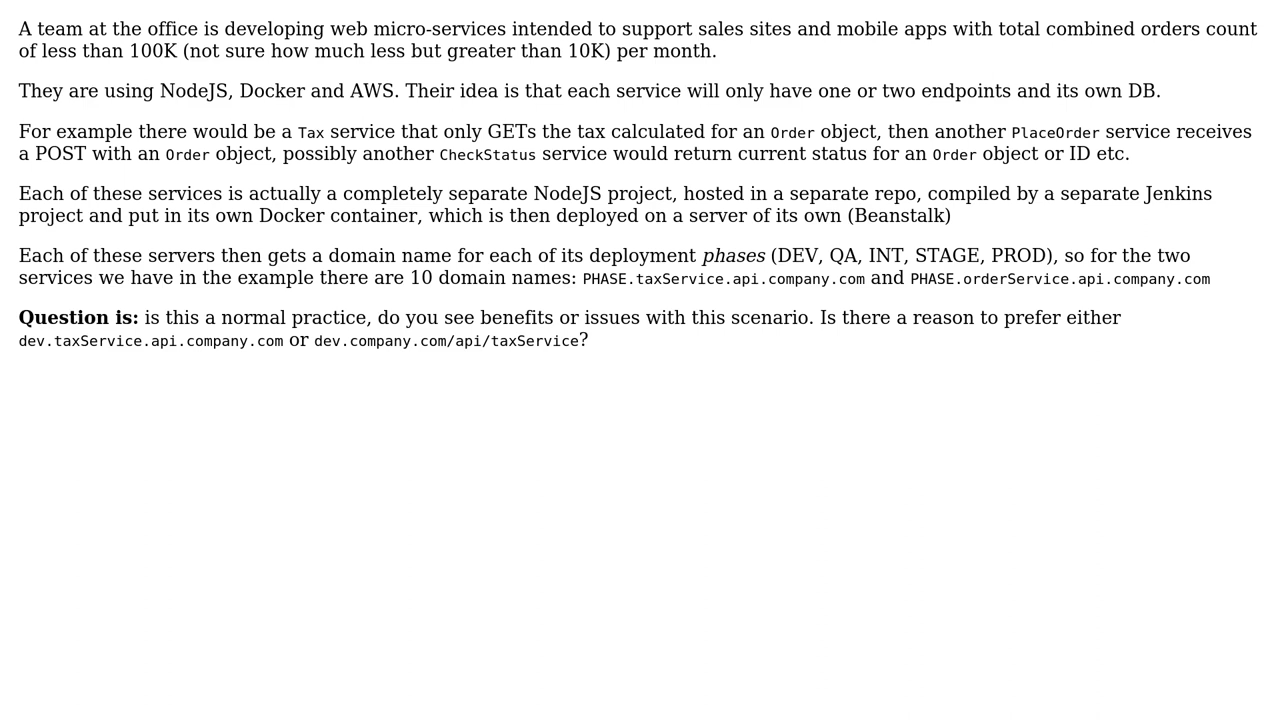 A team at the office is developing web micro-services intended to support sales sites and mobile apps with total combined orders count
of less than 100K (not sure how much less but greater than 10K) per month.
They are using NodeJS, Docker and AWS. Their idea is that each service will only have one or two endpoints and its own DB.
For example there would be a Tax service that only GETs the tax calculated for an Order object, then another PlaceOrder service receives
a POST with an Order object, possibly another CheckStatus service would return current status for an Order object or ID etc.
Each of these services is actually a completely separate NodeJS project, hosted in a separate repo, compiled by a separate Jenkins
project and put in its own Docker container, which is then deployed on a server of its own (Beanstalk)
Each of these servers then gets a domain name for each of its deployment phases (DEV, QA, INT, STAGE, PROD), so for the two
services we have in the example there are 10 domain names: PHASE.taxService.api.company.com and PHASE.orderService.api.company.com
Question is: is this a normal practice, do you see benefits or issues with this scenario. Is there a reason to prefer either
dev.taxService.api.company.com or dev.company.com/api/taxService?